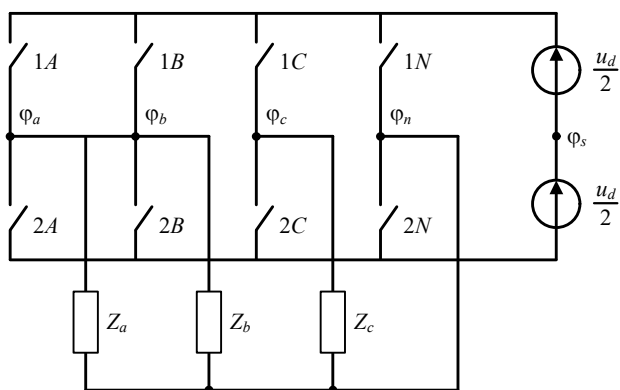 1A 1B 1C 1N u_d/2
φ_a φ_b φ_c φ_n φ_s
2A 2B 2C 2N u_d/2
Z_a Z_b Z_c